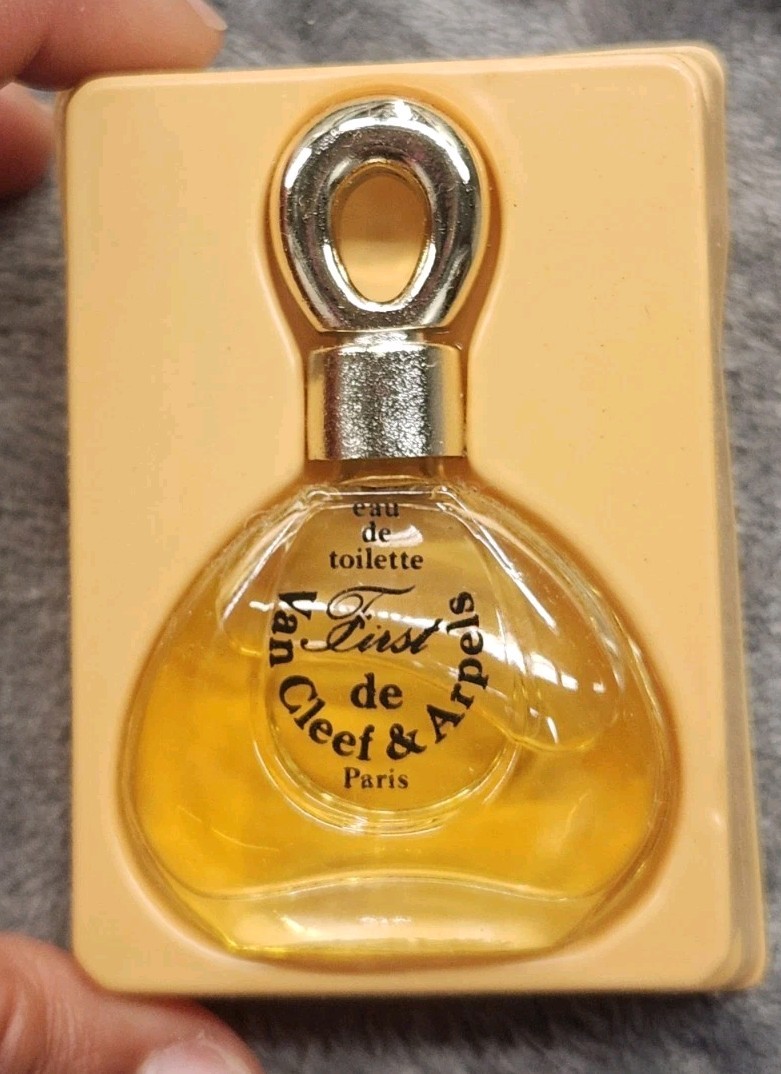 eau
de
toilette
First
de
Van Cleef & Arpels
Paris